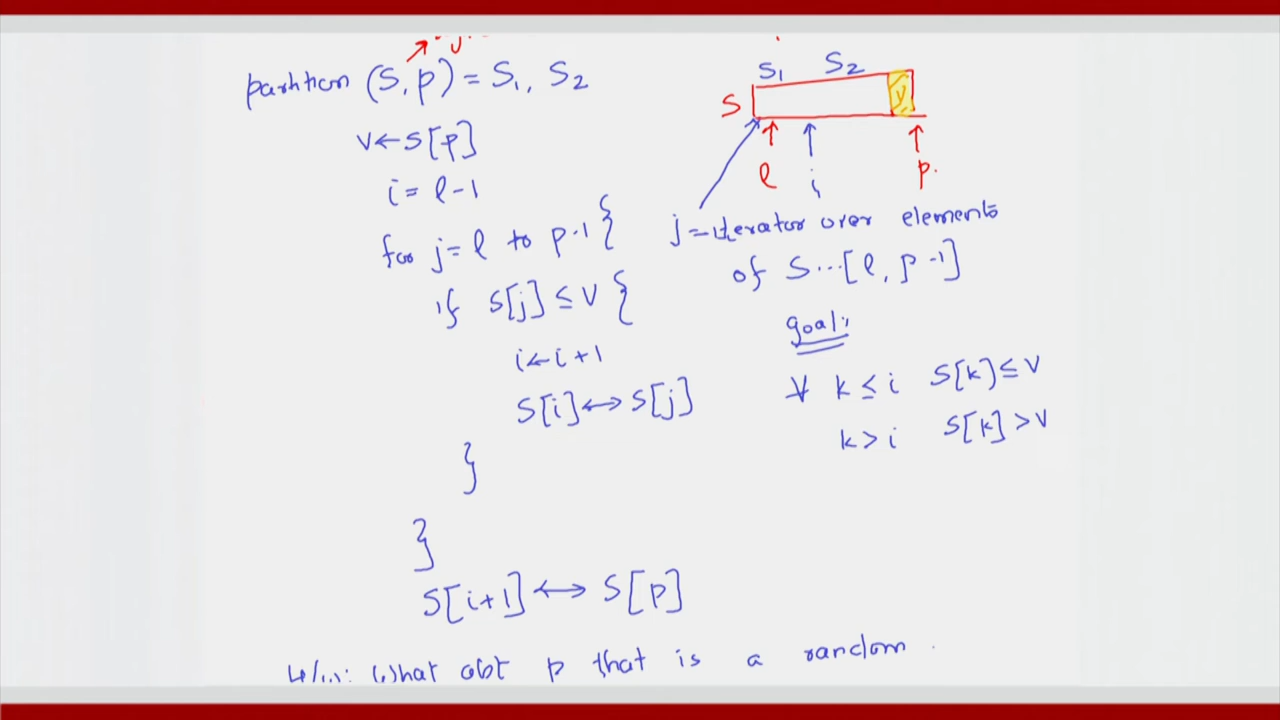 partition (S, p) = S₁, S₂
v ← S[p]
i = l - 1
for j = l to p-1 {
if S[j] ≤ v {
i ← i + 1
S[i] ↔ S[j]
}
}
S[i+1] ↔ S[p]
S₁ S₂
S v
l i p.
j = iterator over elements
of S...[l, p-1]
goal:
∀ k ≤ i S[k] ≤ v
k > i S[k] > v
What abt p that is a random